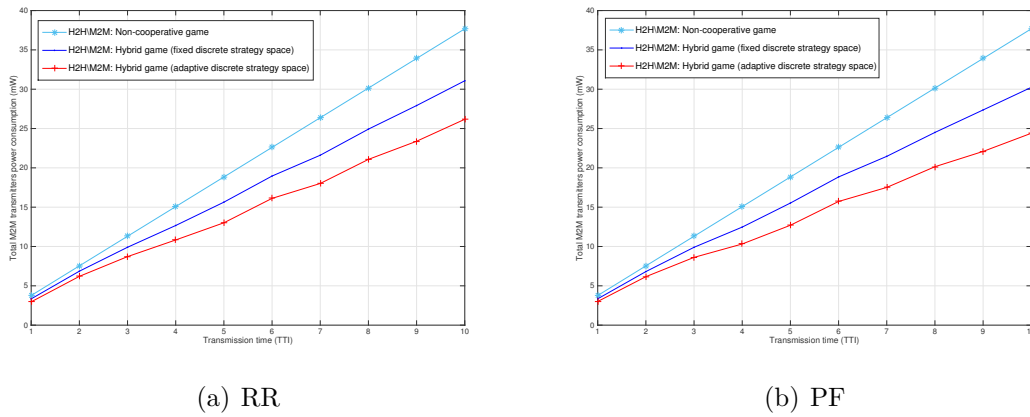 40
35
30
25
20
15
10
5
0
Total M2M transmitters power consumption (mW)
H2H\M2M: Non-cooperative game
H2H\M2M: Hybrid game (fixed discrete strategy space)
H2H\M2M: Hybrid game (adaptive discrete strategy space)
1 2 3 4 5 6 7 8 9 10
Transmission time (TTI)
(a) RR
40
35
30
25
20
15
10
5
0
Total M2M transmitters power consumption (mW)
H2H\M2M: Non-cooperative game
H2H\M2M: Hybrid game (fixed discrete strategy space)
H2H\M2M: Hybrid game (adaptive discrete strategy space)
1 2 3 4 5 6 7 8 9 1
Transmission time (TTI)
(b) PF